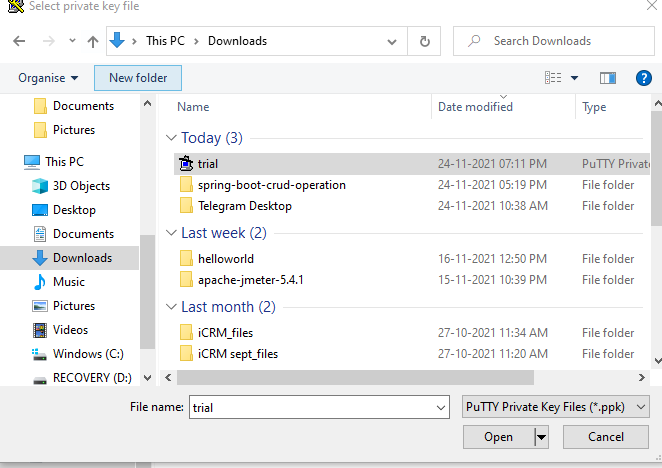 Select private key file
This PC > Downloads
Search Downloads
Organise
New folder
Documents
Pictures
This PC
3D Objects
Desktop
Documents
Downloads
Music
Pictures
Videos
Windows (C:)
RECOVERY (D:)
Name Date modified Type
Today (3)
trial 24-11-2021 07:11 PM PuTTY Private
spring-boot-crud-operation 24-11-2021 05:19 PM File folder
Telegram Desktop 24-11-2021 10:38 AM File folder
Last week (2)
helloworld 16-11-2021 12:50 PM File folder
apache-jmeter-5.4.1 15-11-2021 10:39 PM File folder
Last month (2)
iCRM_files 27-10-2021 11:34 AM File folder
iCRM sept_files 27-10-2021 11:20 AM File folder
File name: trial PuTTY Private Key Files (*.ppk)
Open Cancel